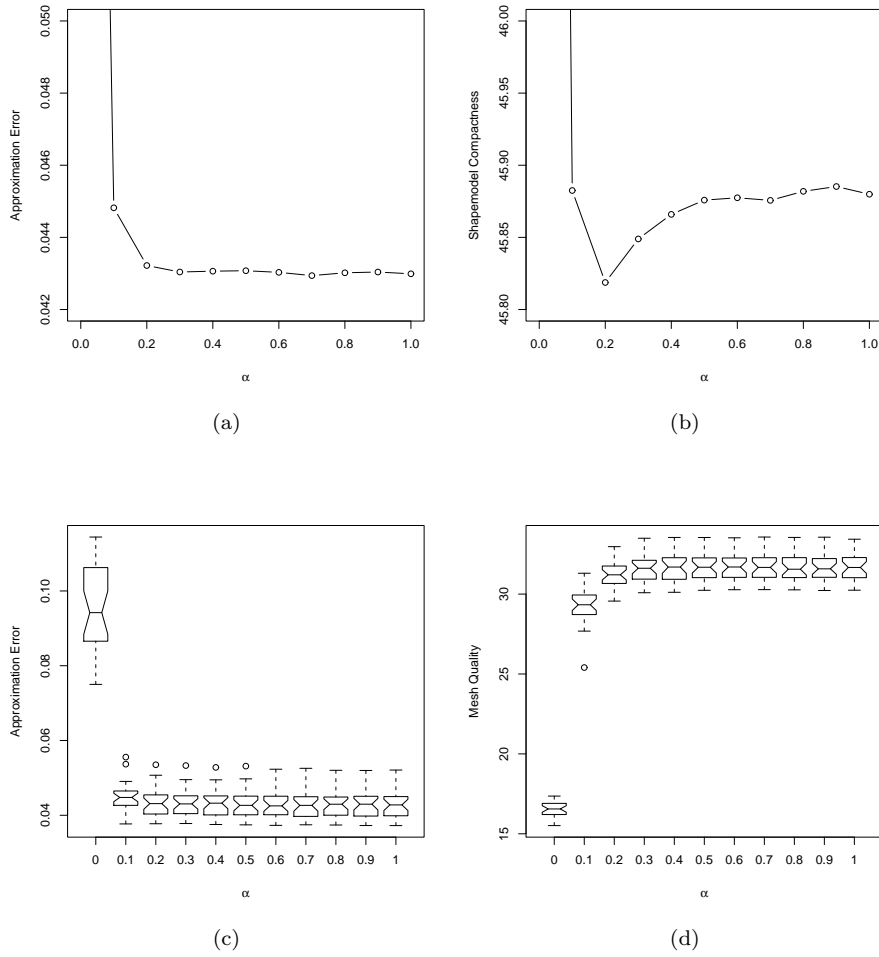 0.050
0.048
0.046
0.044
0.042
Approximation Error
0.0 0.2 0.4 0.6 0.8 1.0
α
(a)
46.00
45.95
45.90
45.85
45.80
Shapemodel Compactness
0.0 0.2 0.4 0.6 0.8 1.0
α
(b)
0.10
0.08
0.06
0.04
Approximation Error
0 0.1 0.2 0.3 0.4 0.5 0.6 0.7 0.8 0.9 1
α
(c)
30
25
20
15
Mesh Quality
0 0.1 0.2 0.3 0.4 0.5 0.6 0.7 0.8 0.9 1
α
(d)